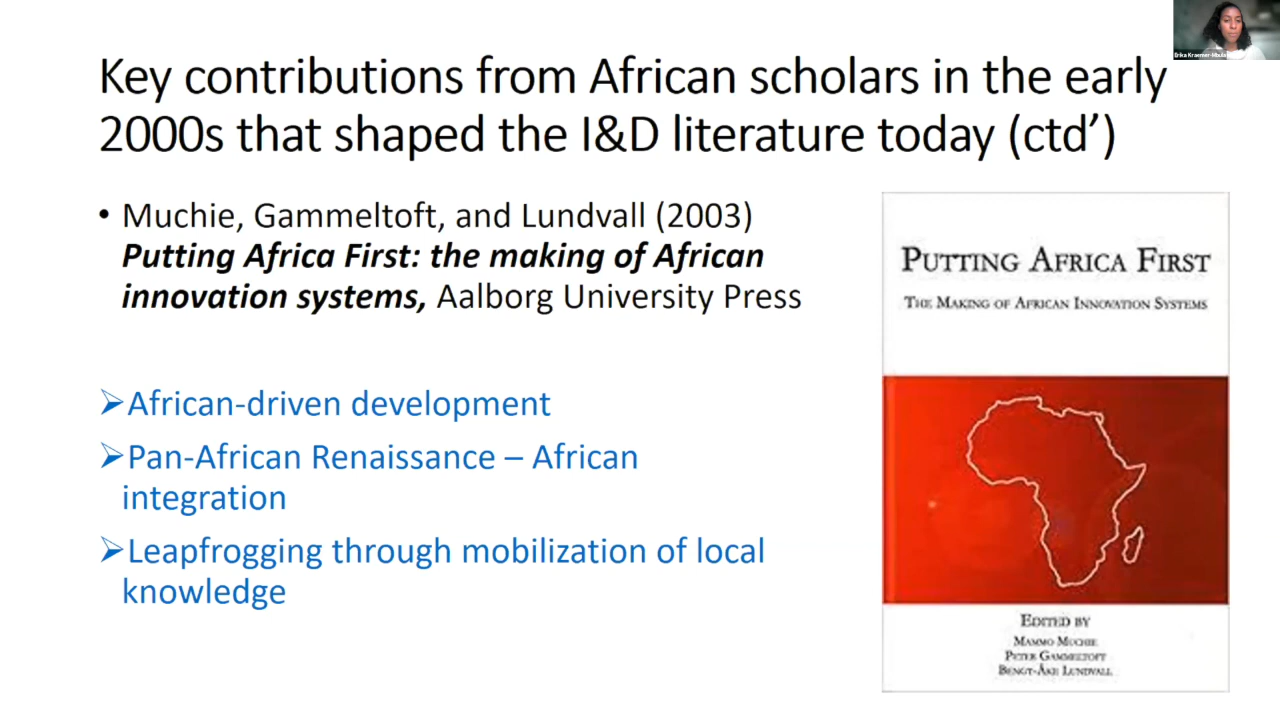 Erika Kraemer-Mbula
Key contributions from African scholars in the early
2000s that shaped the I&D literature today (ctd’)
• Muchie, Gammeltoft, and Lundvall (2003)
Putting Africa First: the making of African
innovation systems, Aalborg University Press
➢African-driven development
➢Pan-African Renaissance – African
integration
➢Leapfrogging through mobilization of local
knowledge
PUTTING AFRICA FIRST
THE MAKING OF AFRICAN INNOVATION SYSTEMS
EDITED BY
MAMMO MUCHIE
PETER GAMMELTOFT
BENGT-ÅKE LUNDVALL